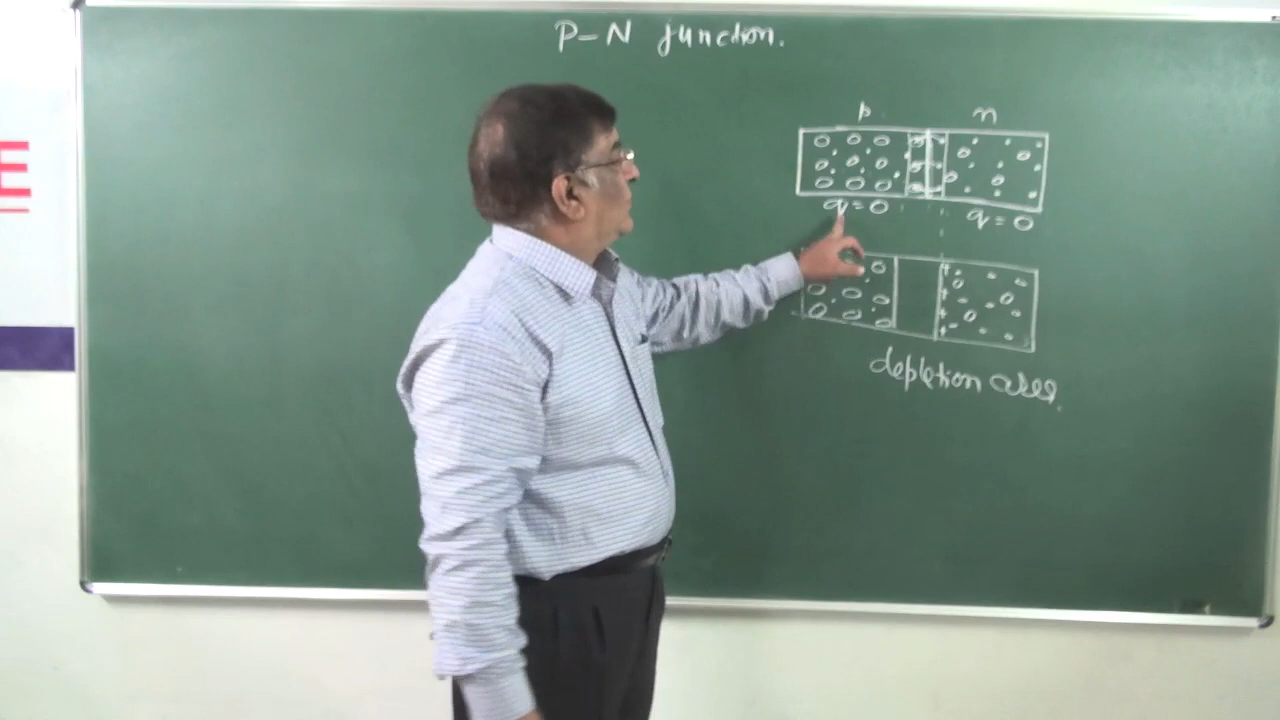 P-N junction.
p n
q = 0 q = 0
depletion area.
E